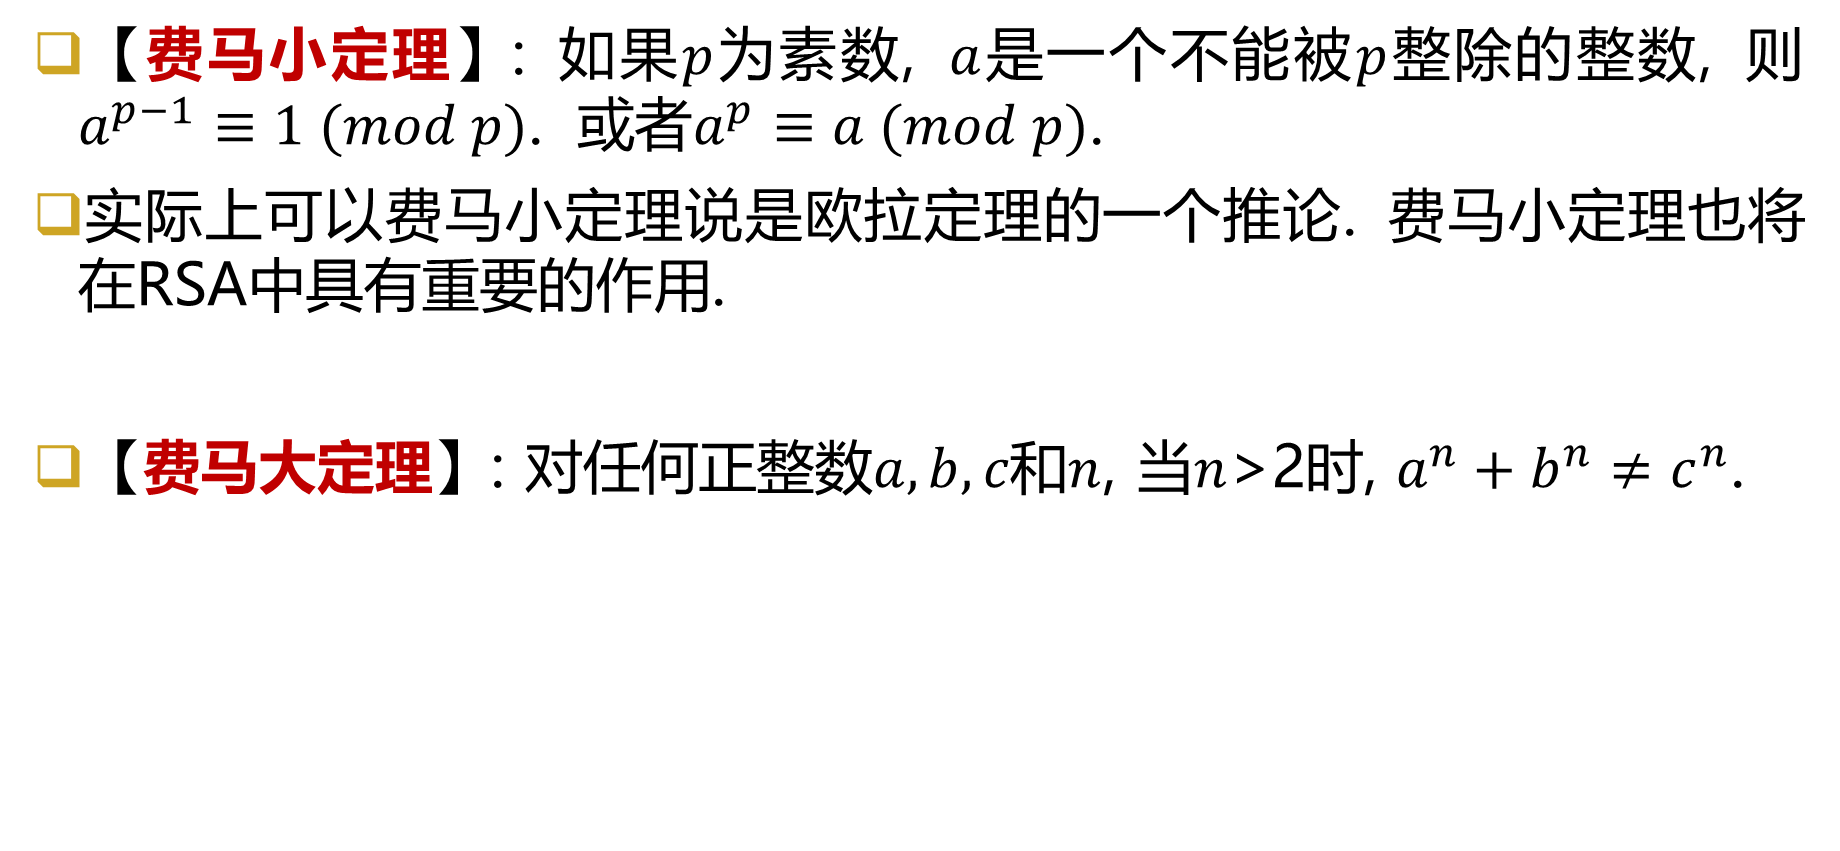 ❑【费马小定理】：如果𝑝为素数, 𝑎是一个不能被𝑝整除的整数, 则
𝑎^{𝑝−1} ≡ 1 (𝑚𝑜𝑑 𝑝). 或者𝑎^𝑝 ≡ 𝑎 (𝑚𝑜𝑑 𝑝).
❑实际上可以费马小定理说是欧拉定理的一个推论. 费马小定理也将
在RSA中具有重要的作用.
❑【费马大定理】: 对任何正整数𝑎, 𝑏, 𝑐和𝑛, 当𝑛>2时, 𝑎^𝑛 + 𝑏^𝑛 ≠ 𝑐^𝑛.